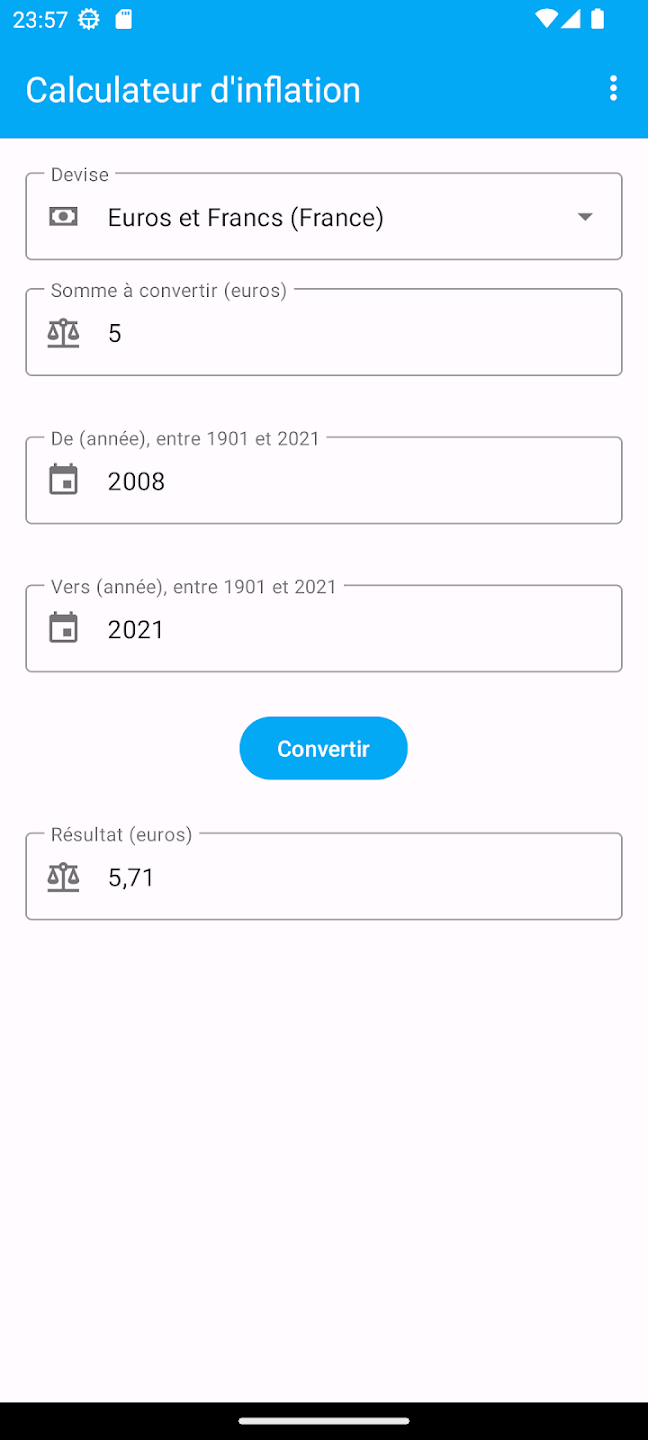 23:57
Calculateur d'inflation
Devise
Euros et Francs (France)
Somme à convertir (euros)
5
De (année), entre 1901 et 2021
2008
Vers (année), entre 1901 et 2021
2021
Convertir
Résultat (euros)
5,71